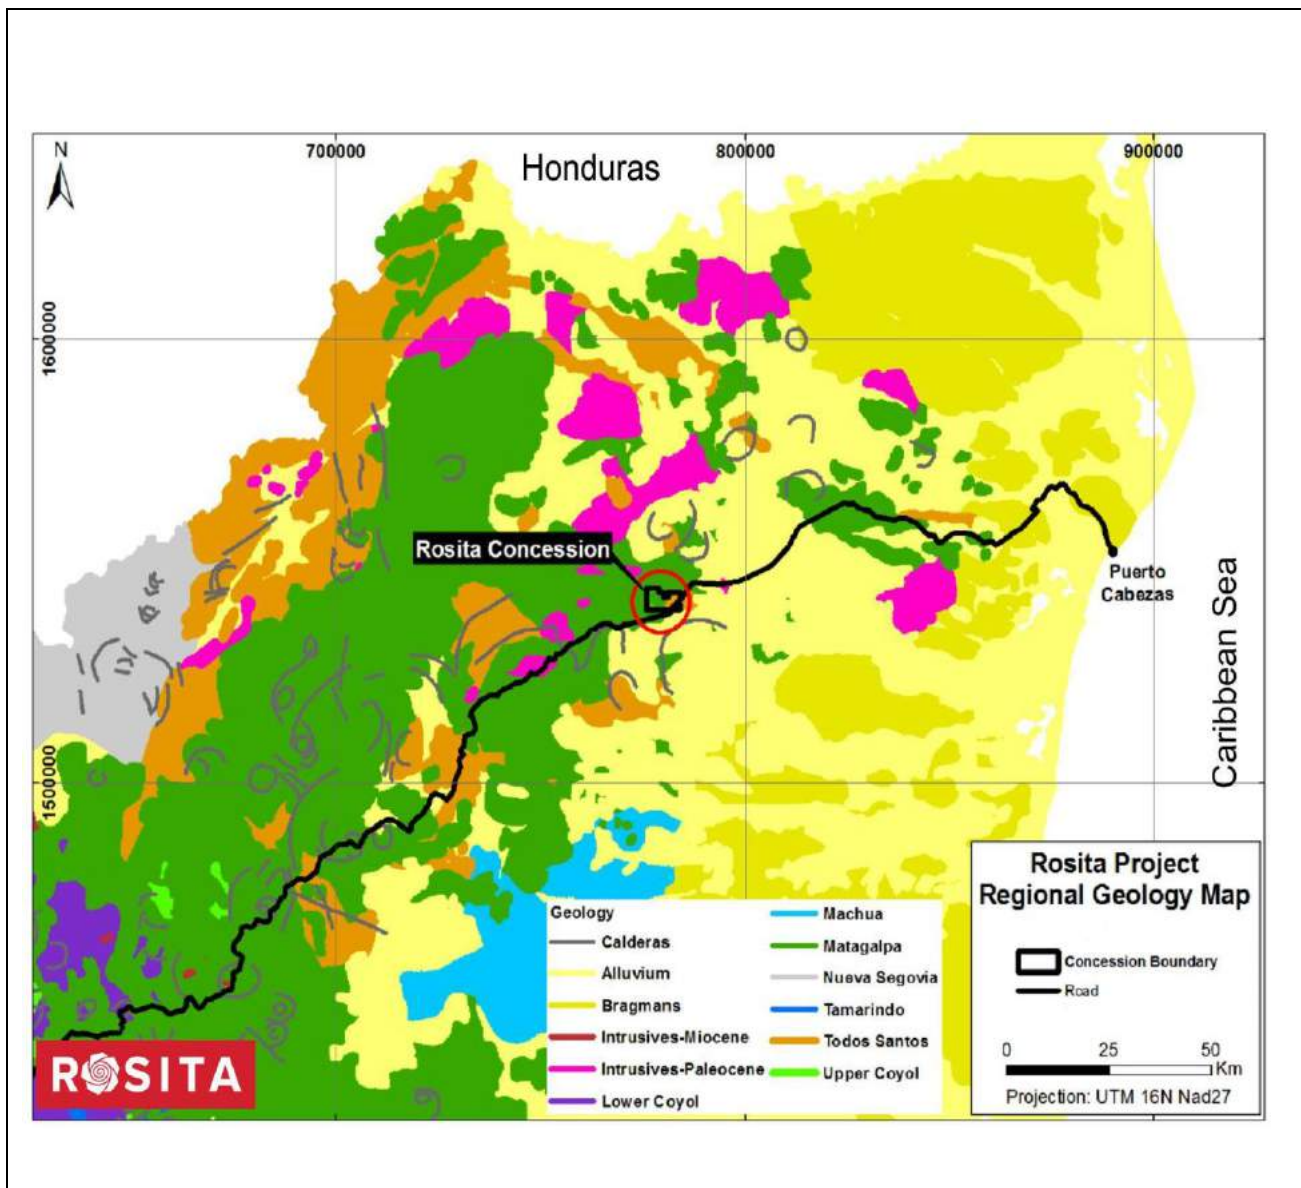 N
700000
800000
900000
Honduras
1600000
Rosita Concession
Puerto
Cabezas
Caribbean Sea
1500000
Rosita Project
Regional Geology Map
Concession Boundary
Road
0 25 50
Km
Projection: UTM 16N Nad27
Geology
Calderas
Alluvium
Bragmans
Intrusives-Miocene
Intrusives-Paleocene
Lower Coyol
Machua
Matagalpa
Nueva Segovia
Tamarindo
Todos Santos
Upper Coyol
ROSITA